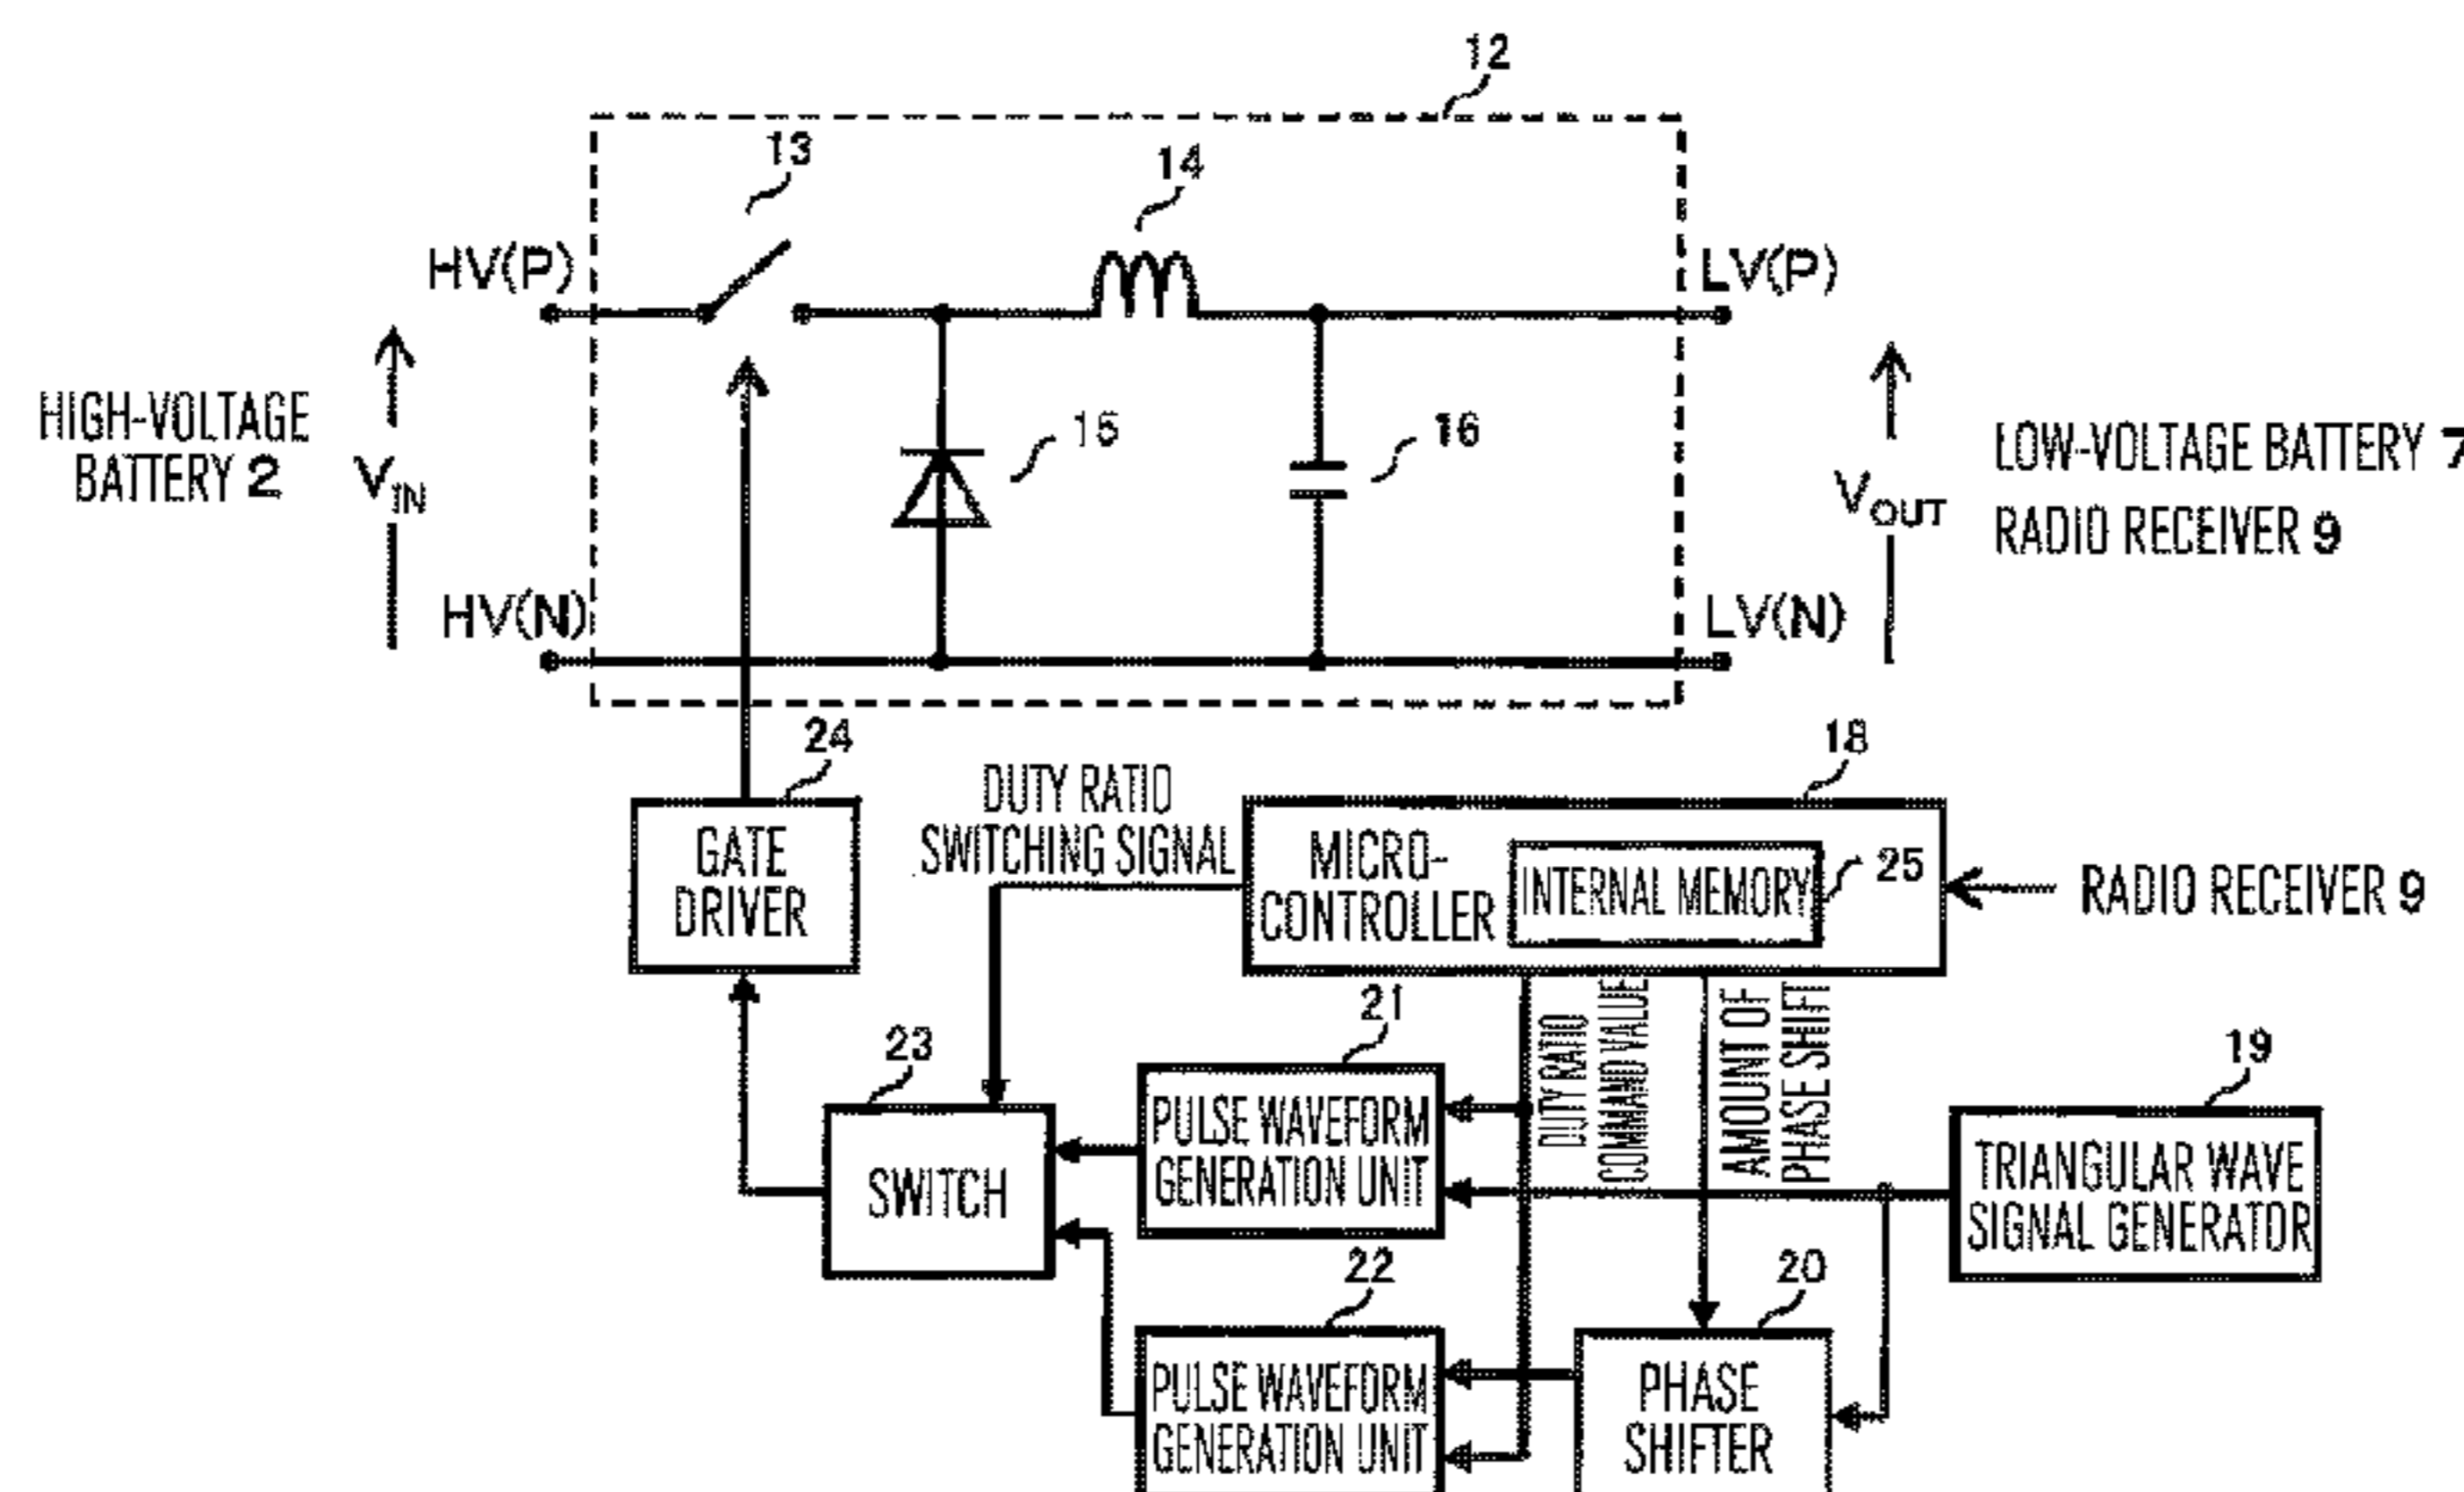 12
13
14
HV(P)
LV(P)
HIGH-VOLTAGE
BATTERY 2
VIN
15
16
VOUT
LOW-VOLTAGE BATTERY 7
RADIO RECEIVER 9
HV(N)
LV(N)
24
18
DUTY RATIO
SWITCHING SIGNAL
GATE
DRIVER
MICRO-
CONTROLLER
INTERNAL MEMORY
25
RADIO RECEIVER 9
21
DUTY RATIO
COMMAND VALUE
AMOUNT OF
PHASE SHIFT
23
19
SWITCH
PULSE WAVEFORM
GENERATION UNIT
TRIANGULAR WAVE
SIGNAL GENERATOR
22
20
PULSE WAVEFORM
GENERATION UNIT
PHASE
SHIFTER